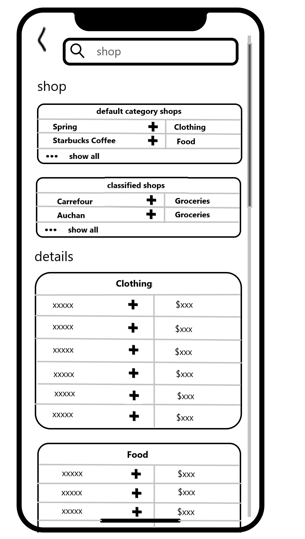 shop
shop
default category shops
Spring + Clothing
Starbucks Coffee + Food
••• show all
classified shops
Carrefour + Groceries
Auchan + Groceries
••• show all
details
Clothing
xxxxx + $xxx
xxxxx + $xxx
xxxxx + $xxx
xxxxx + $xxx
xxxxx + $xxx
xxxxx + $xxx
Food
xxxxx + $xxx
xxxxx + $xxx
xxxxx + $xxx